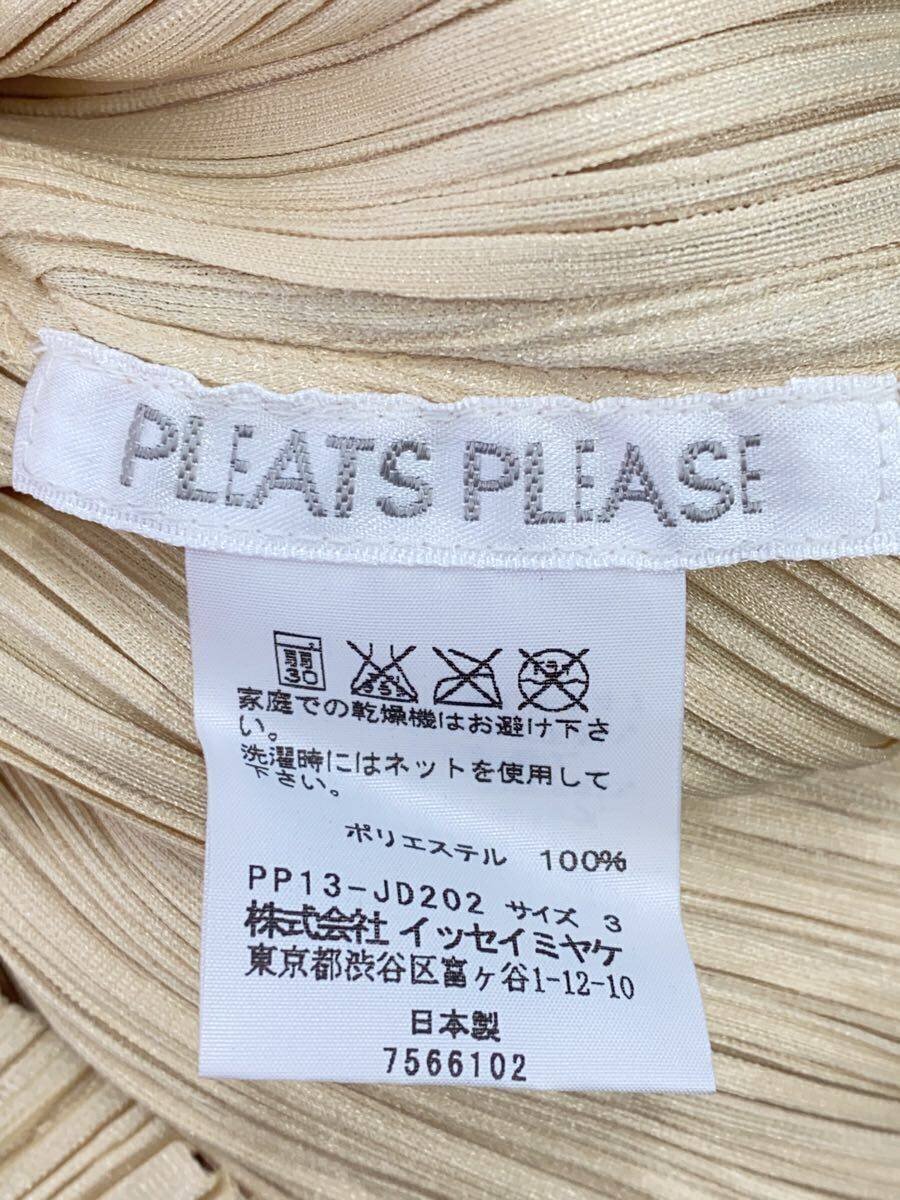 PLEATS PLEASE
30
家庭での乾燥機はお避け下さ
い。
洗濯時にはネットを使用して
下さい。
ポリエステル 100%
PP13-JD202 サイズ 3
株式会社 イッセイミヤケ
東京都渋谷区富ヶ谷1-12-10
日本製
7566102